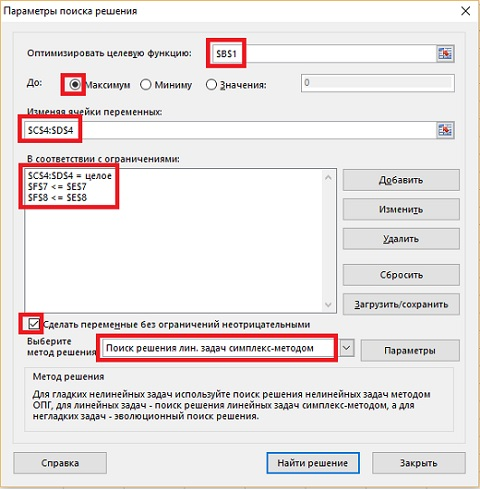 Параметры поиска решения
Оптимизировать целевую функцию:
$B$1
До:
Максимум
Миниму
Значения:
0
Изменяя ячейки переменных:
$C$4:$D$4
В соответствии с ограничениями:
$C$4:$D$4 = целое
$F$7 <= $E$7
$F$8 <= $E$8
Добавить
Изменить
Удалить
Сбросить
Загрузить/сохранить
Сделать переменные без ограничений неотрицательными
Выберите
метод решения
Поиск решения лин. задач симплекс-методом
Параметры
Метод решения
Для гладких нелинейных задач используйте поиск решения нелинейных задач методом
ОПГ, для линейных задач - поиск решения линейных задач симплекс-методом, а для
негладких задач - эволюционный поиск решения.
Справка
Найти решение
Закрыть